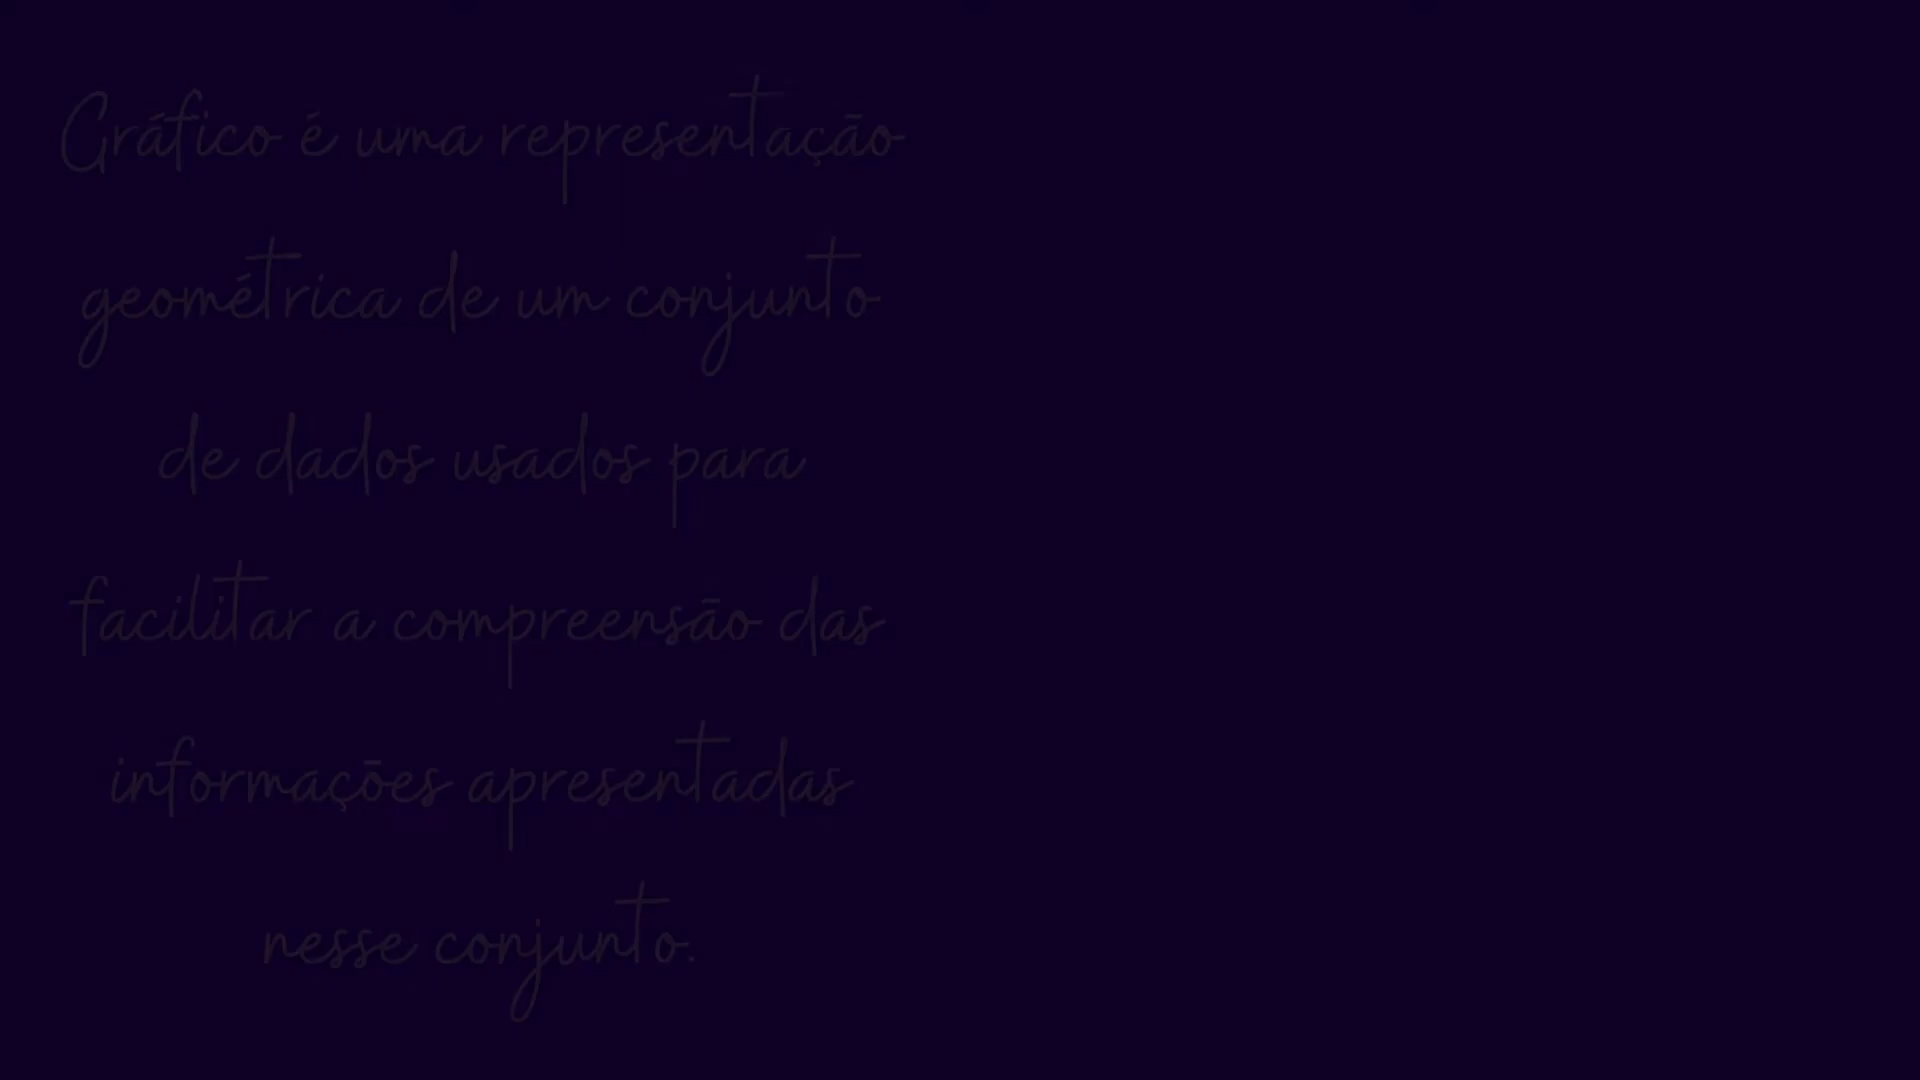 Gráfico é uma representação
geométrica de um conjunto
de dados usados para
facilitar a compreensão das
informações apresentadas
nesse conjunto.